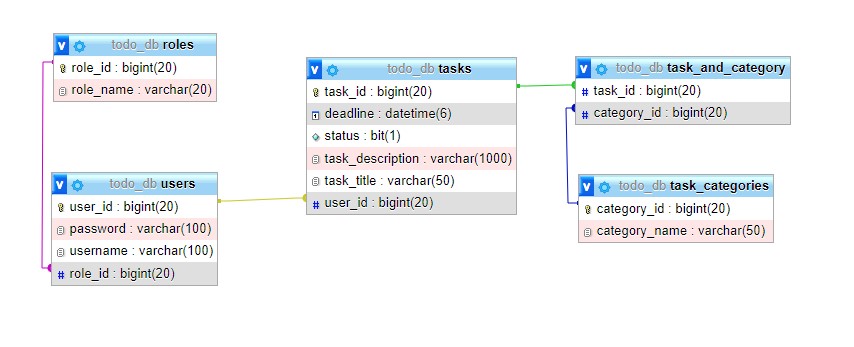 v todo_db roles
role_id : bigint(20)
role_name : varchar(20)
v todo_db users
user_id : bigint(20)
password : varchar(100)
username : varchar(100)
# role_id : bigint(20)
v todo_db tasks
task_id : bigint(20)
deadline : datetime(6)
status : bit(1)
task_description : varchar(1000)
task_title : varchar(50)
# user_id : bigint(20)
v todo_db task_and_category
# task_id : bigint(20)
# category_id : bigint(20)
v todo_db task_categories
category_id : bigint(20)
category_name : varchar(50)